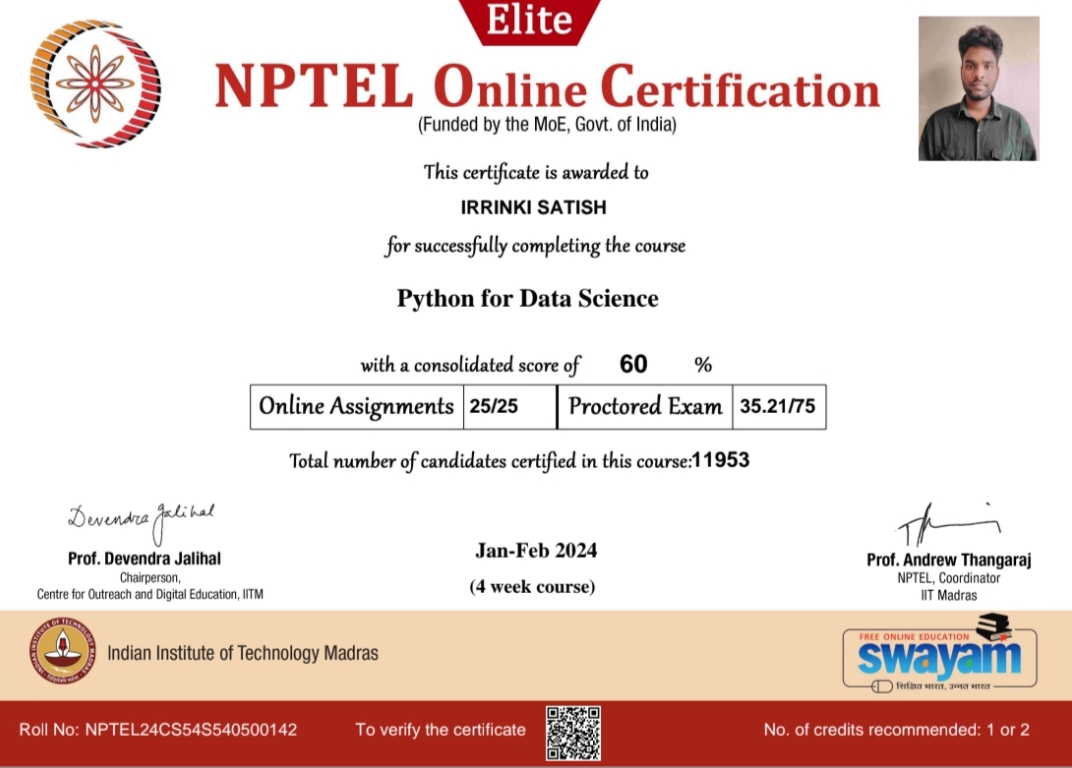 Elite
NPTEL Online Certification
(Funded by the MoE, Govt. of India)
This certificate is awarded to
IRRINKI SATISH
for successfully completing the course
Python for Data Science
with a consolidated score of 60 %
Online Assignments 25/25 Proctored Exam 35.21/75
Total number of candidates certified in this course:11953
Devendra Jalihal
Prof. Devendra Jalihal
Chairperson,
Centre for Outreach and Digital Education, IITM
Jan-Feb 2024
(4 week course)
Prof. Andrew Thangaraj
NPTEL, Coordinator
IIT Madras
INDIAN INSTITUTE OF TECHNOLOGY MADRAS
Indian Institute of Technology Madras
FREE ONLINE EDUCATION
swayam
शिक्षित भारत, उन्नत भारत
Roll No: NPTEL24CS54S540500142
To verify the certificate
No. of credits recommended: 1 or 2